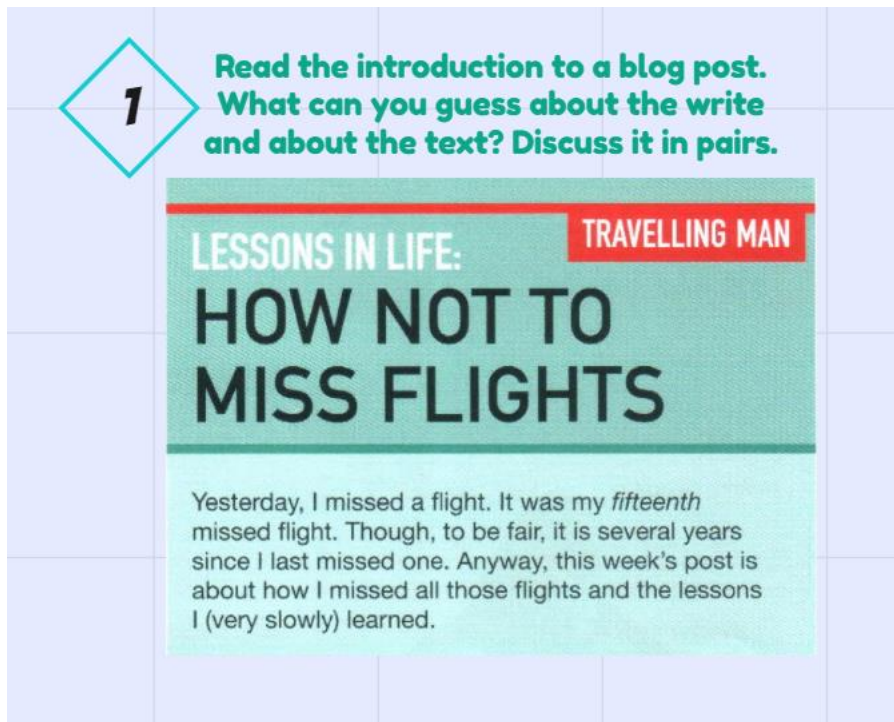 1
Read the introduction to a blog post.
What can you guess about the write
and about the text? Discuss it in pairs.
TRAVELLING MAN
LESSONS IN LIFE:
HOW NOT TO
MISS FLIGHTS
Yesterday, I missed a flight. It was my fifteenth
missed flight. Though, to be fair, it is several years
since I last missed one. Anyway, this week's post is
about how I missed all those flights and the lessons
I (very slowly) learned.